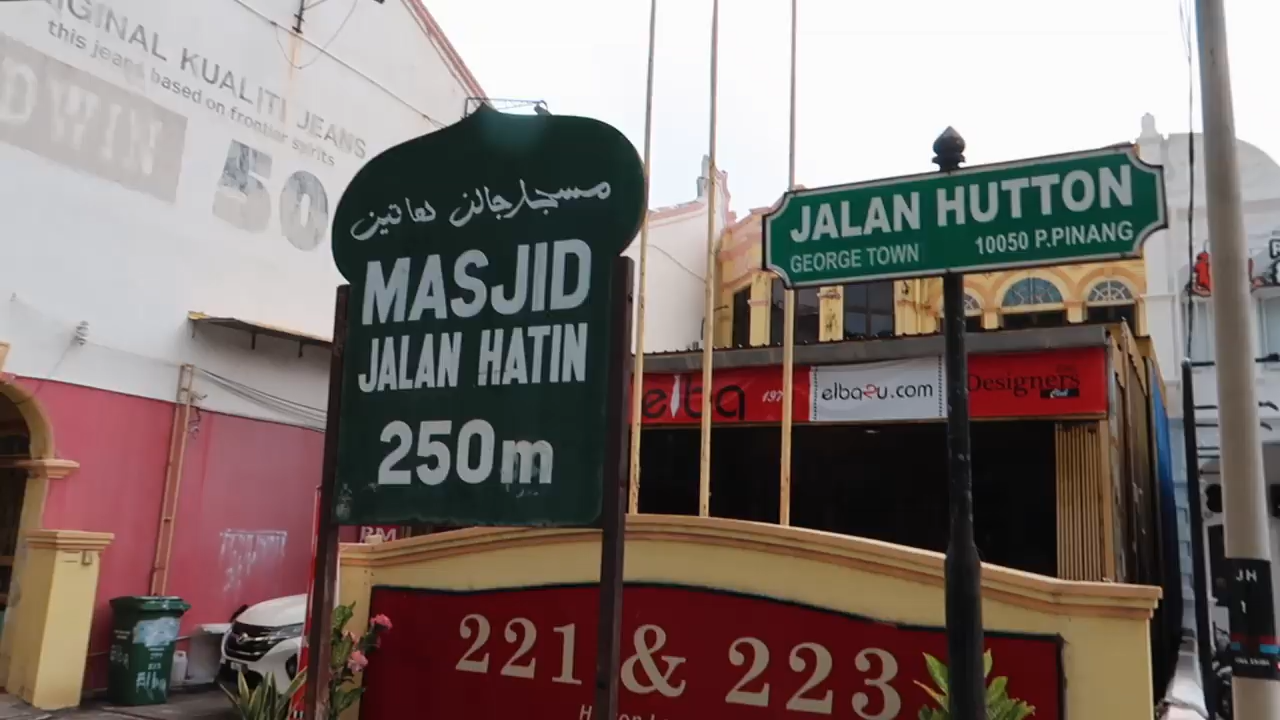 ORIGINAL KUALITI JEANS
this jeans based on frontier spirits
50
مسجد جالن هاتين
MASJID
JALAN HATIN
250m
JALAN HUTTON
GEORGE TOWN 10050 P.PINANG
elba
elba2u.com
Designers
221 & 223
JH
1